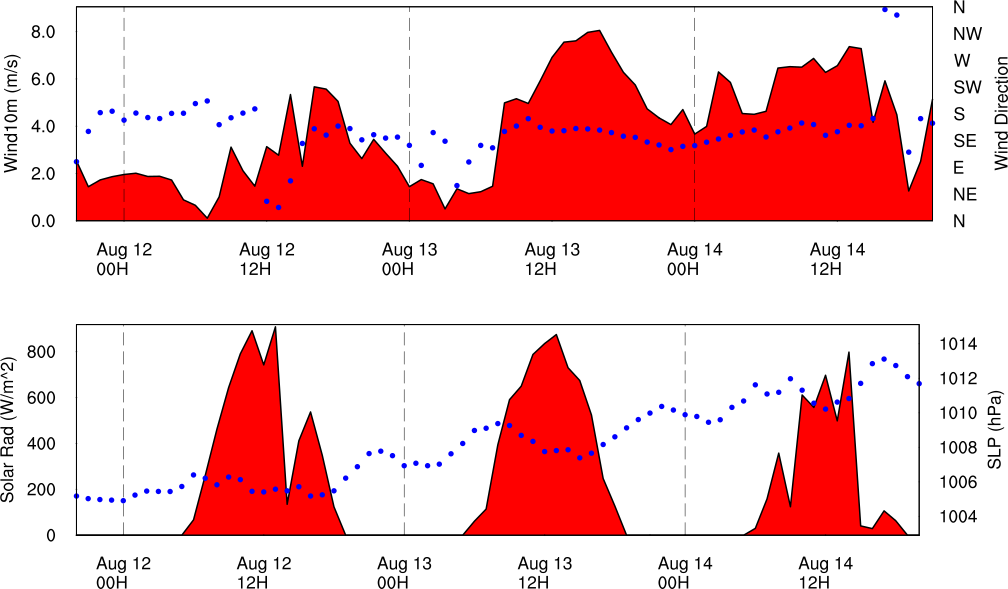 N
8.0
NW
W
6.0
SW
4.0
S
SE
2.0
E
NE
0.0
N
Wind10m (m/s)
Wind Direction
Aug 12
00H
Aug 12
12H
Aug 13
00H
Aug 13
12H
Aug 14
00H
Aug 14
12H
800
600
400
200
0
1014
1012
1010
1008
1006
1004
Solar Rad (W/m^2)
SLP (hPa)
Aug 12
00H
Aug 12
12H
Aug 13
00H
Aug 13
12H
Aug 14
00H
Aug 14
12H